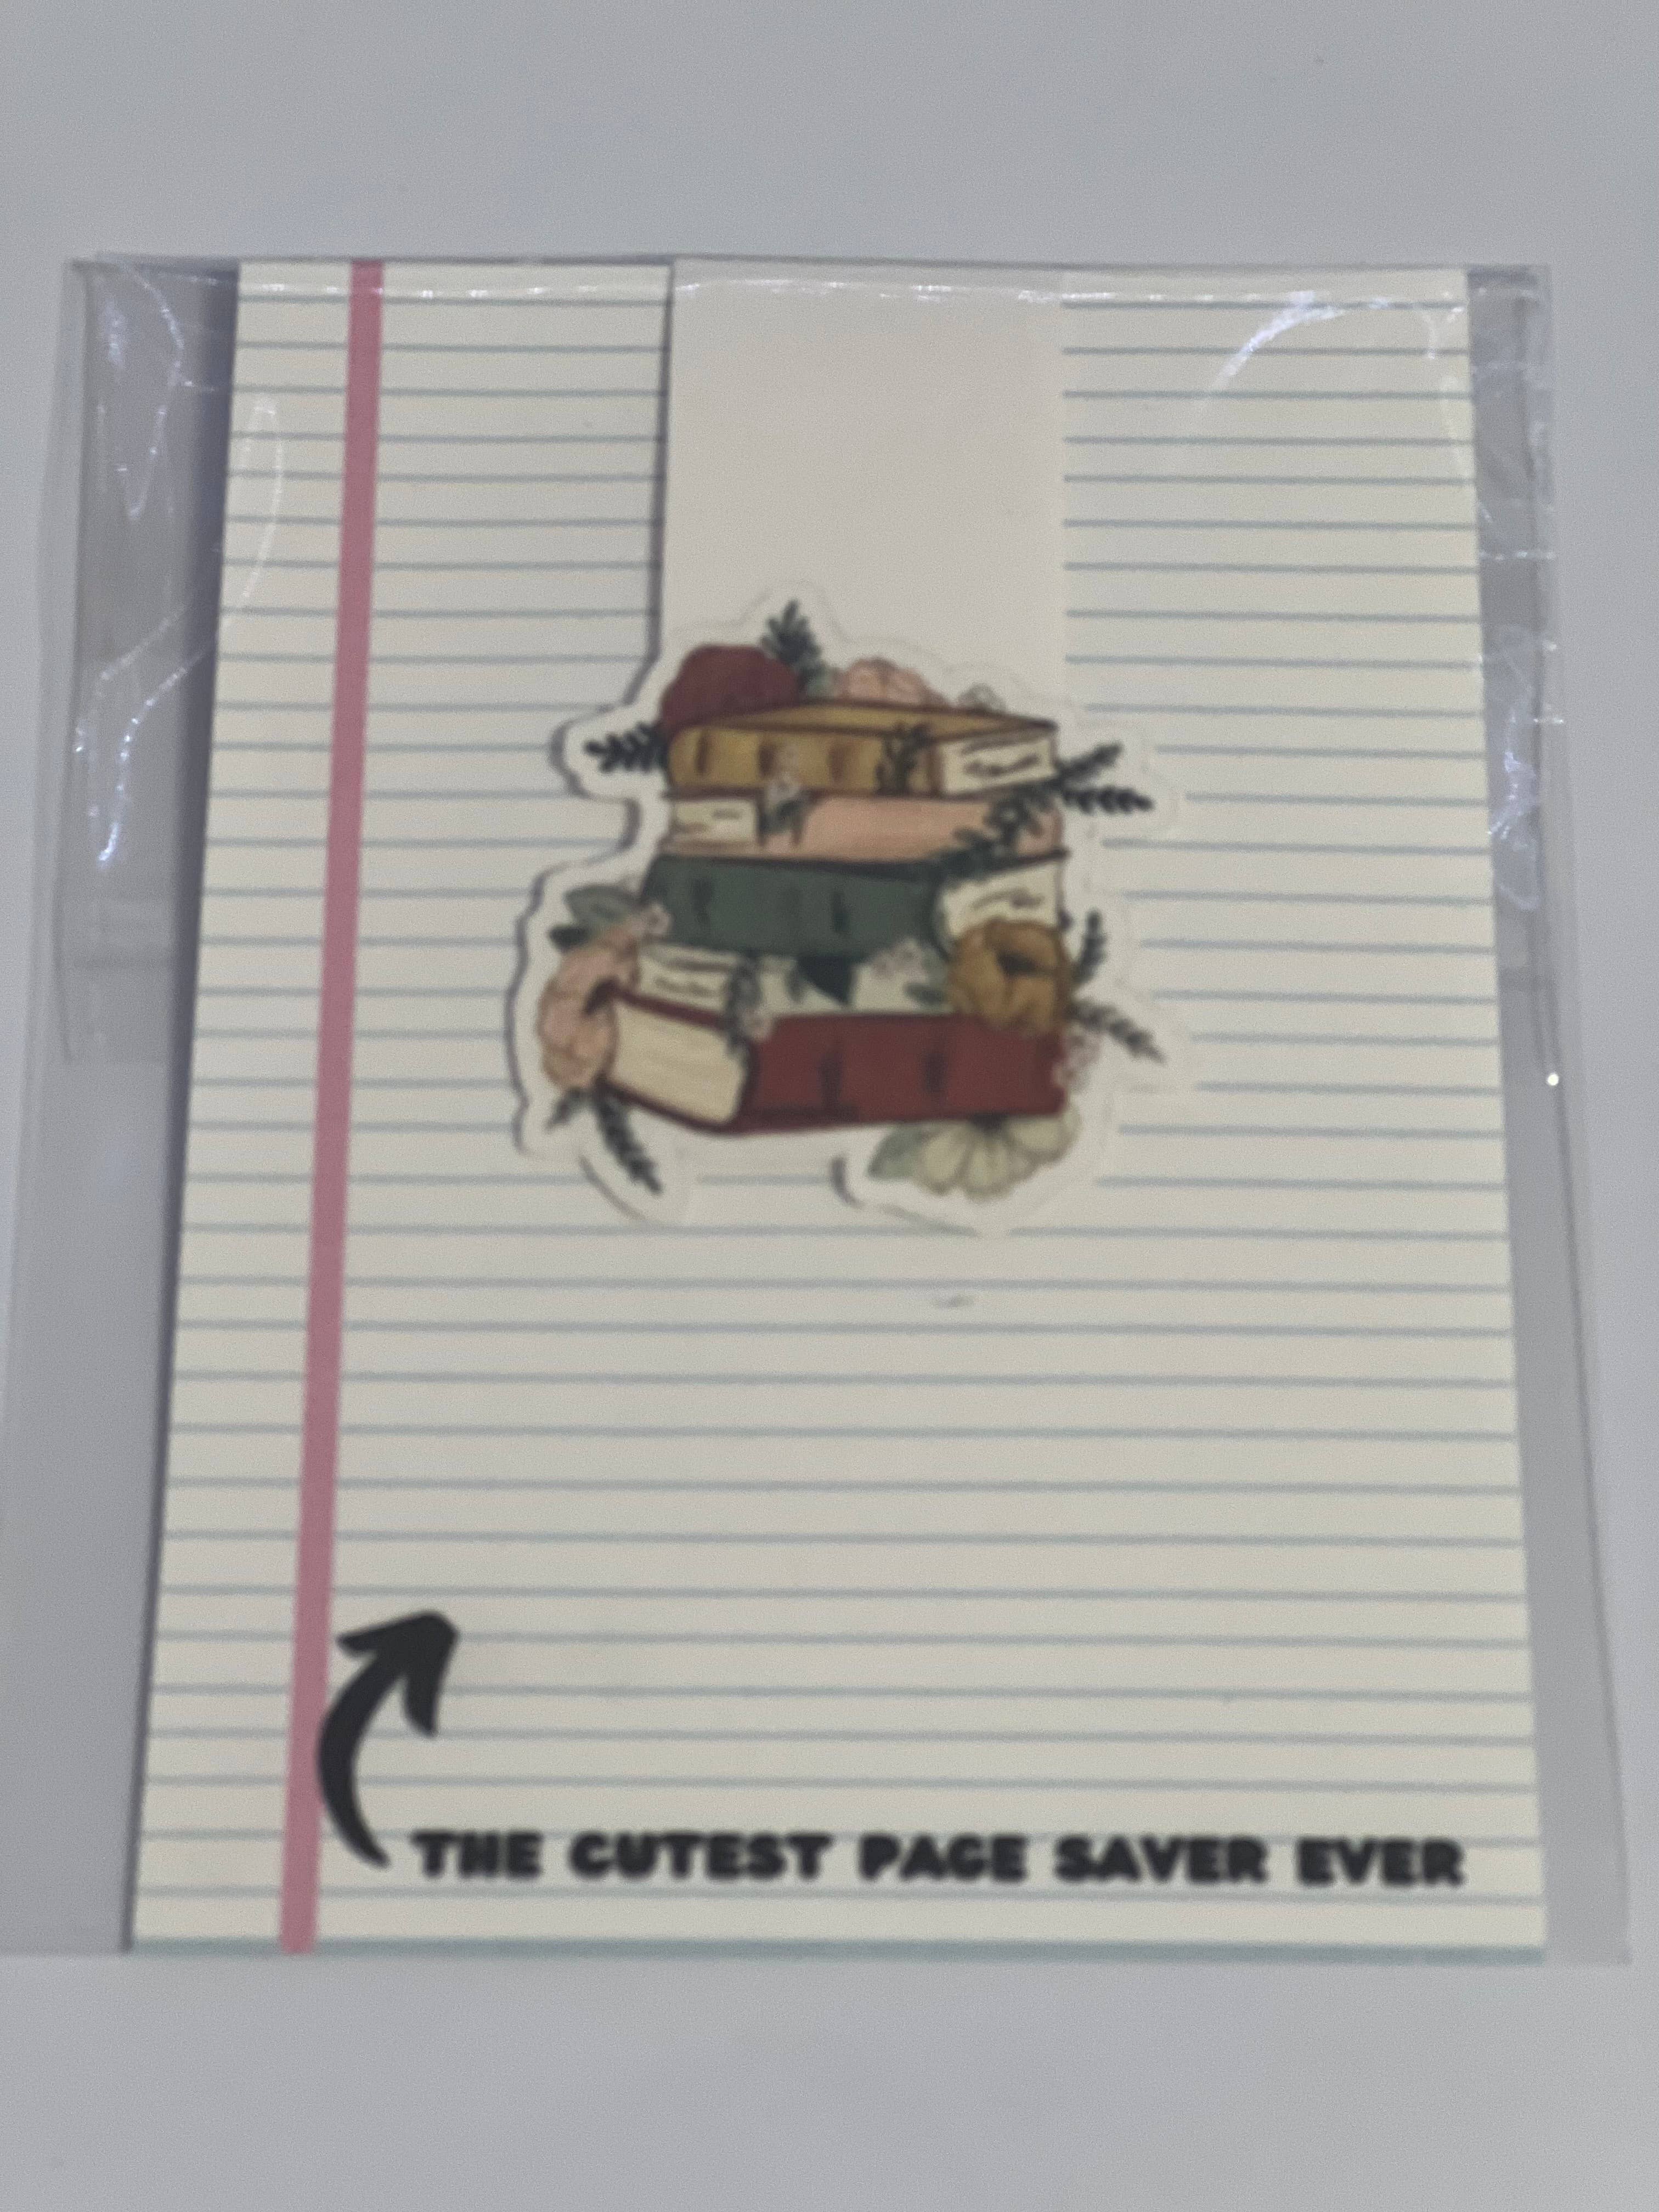 THE CUTEST PAGE SAVER EVER